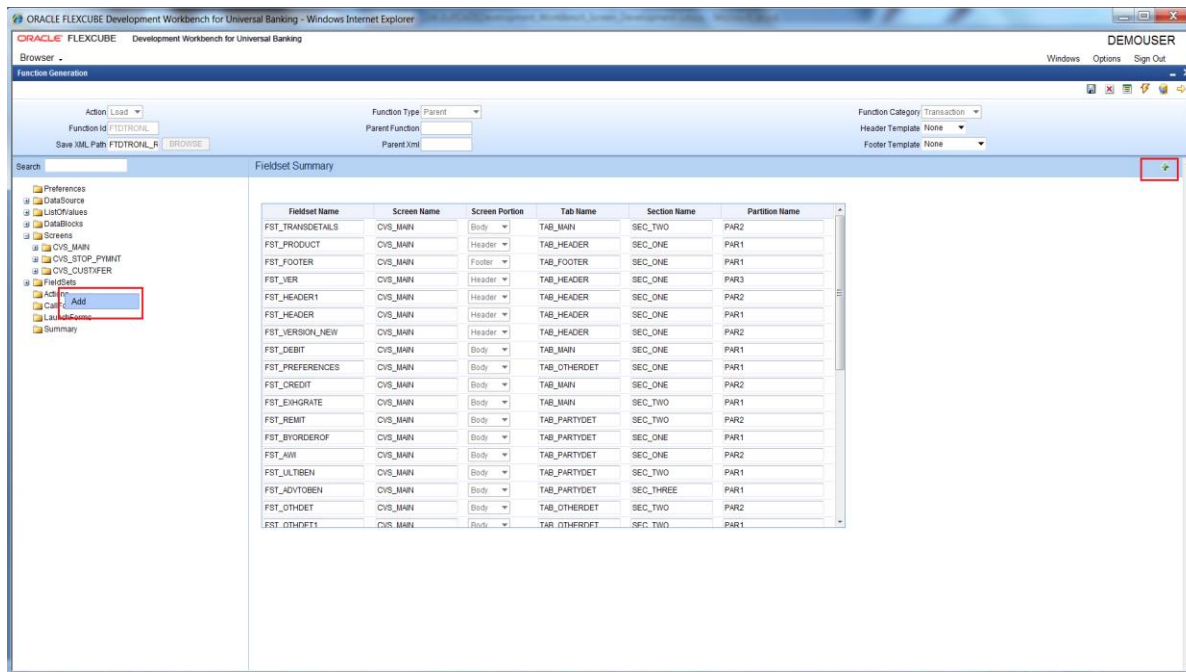 ORACLE FLEXCUBE Development Workbench for Universal Banking - Windows Internet Explorer
ORACLE FLEXCUBE Development Workbench for Universal Banking
DEMOUSER
Browser
Windows Options Sign Out
Function Generation
Action Load Function Type Parent Function Category Transaction
Function Id FTDTRONL Parent Function Header Template None
Save XML Path FTDTRONL_R BROWSE Parent Xml Footer Template None
Search
Fieldset Summary
Preferences
DataSource
ListOfValues
DataBlocks
Screens
CVS_MAIN
CVS_STOP_PYMNT
CVS_CUSTXFER
FieldSets
Add
LaunchForms
Summary
Fieldset Name Screen Name Screen Portion Tab Name Section Name Partition Name
FST_TRANSDETAILS CVS_MAIN Body TAB_MAIN SEC_TWO PAR2
FST_PRODUCT CVS_MAIN Header TAB_HEADER SEC_ONE PAR1
FST_FOOTER CVS_MAIN Footer TAB_FOOTER SEC_ONE PAR1
FST_VER CVS_MAIN Header TAB_HEADER SEC_ONE PAR3
FST_HEADER1 CVS_MAIN Header TAB_HEADER SEC_ONE PAR2
FST_HEADER CVS_MAIN Header TAB_HEADER SEC_ONE PAR1
FST_VERSION_NEW CVS_MAIN Header TAB_HEADER SEC_ONE PAR2
FST_DEBIT CVS_MAIN Body TAB_MAIN SEC_ONE PAR1
FST_PREFERENCES CVS_MAIN Body TAB_OTHERDET SEC_ONE PAR1
FST_CREDIT CVS_MAIN Body TAB_MAIN SEC_ONE PAR2
FST_EXHGRATE CVS_MAIN Body TAB_MAIN SEC_TWO PAR1
FST_REMIT CVS_MAIN Body TAB_PARTYDET SEC_TWO PAR2
FST_BYORDEROF CVS_MAIN Body TAB_PARTYDET SEC_ONE PAR1
FST_AWI CVS_MAIN Body TAB_PARTYDET SEC_ONE PAR2
FST_ULTIBEN CVS_MAIN Body TAB_PARTYDET SEC_TWO PAR1
FST_ADVTOBEN CVS_MAIN Body TAB_PARTYDET SEC_THREE PAR1
FST_OTHDET CVS_MAIN Body TAB_OTHERDET SEC_TWO PAR2
FST_OTHDET1 CVS_MAIN Body TAB_OTHERDET SEC_TWO PAR1